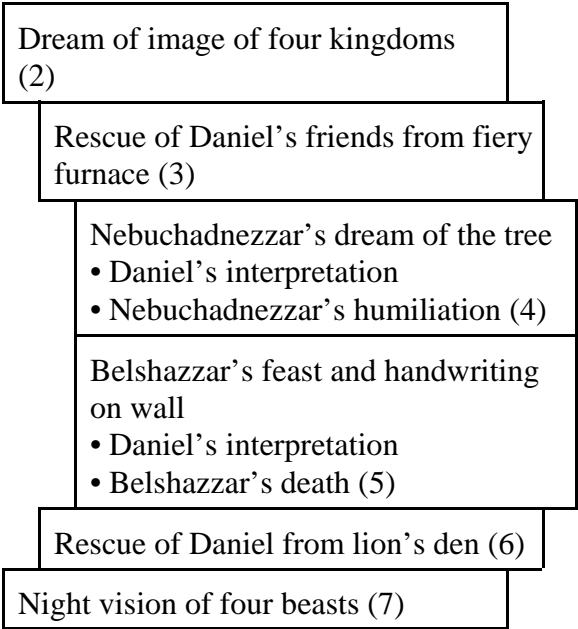 Dream of image of four kingdoms
(2)
Rescue of Daniel’s friends from fiery
furnace (3)
Nebuchadnezzar’s dream of the tree
• Daniel’s interpretation
• Nebuchadnezzar’s humiliation (4)
Belshazzar’s feast and handwriting
on wall
• Daniel’s interpretation
• Belshazzar’s death (5)
Rescue of Daniel from lion’s den (6)
Night vision of four beasts (7)